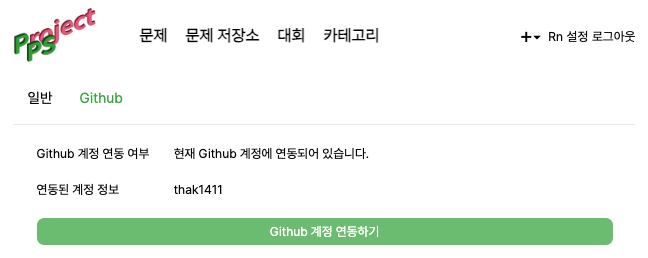 Project PS
문제 문제 저장소 대회 카테고리 Rn 설정 로그아웃
일반 Github
Github 계정 연동 여부 현재 Github 계정에 연동되어 있습니다.
연동된 계정 정보 thak1411
Github 계정 연동하기